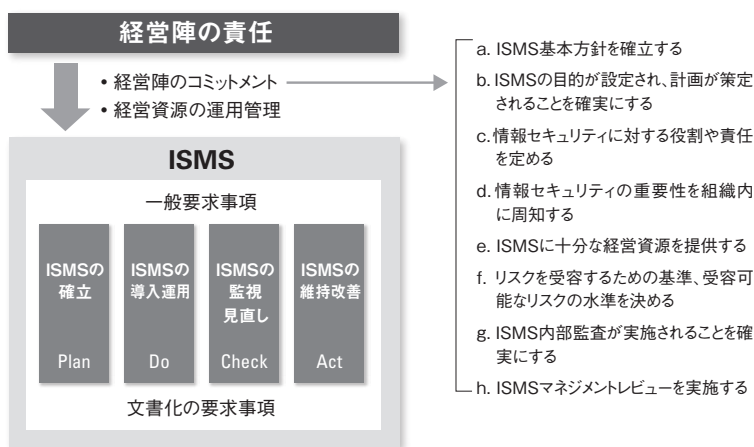 経営陣の責任
• 経営陣のコミットメント
• 経営資源の運用管理
ISMS
一般要求事項
ISMSの
確立
Plan
ISMSの
導入運用
Do
ISMSの
監視
見直し
Check
ISMSの
維持改善
Act
文書化の要求事項
a. ISMS基本方針を確立する
b. ISMSの目的が設定され、計画が策定
されることを確実にする
c. 情報セキュリティに対する役割や責任
を定める
d. 情報セキュリティの重要性を組織内
に周知する
e. ISMSに十分な経営資源を提供する
f. リスクを受容するための基準、受容可
能なリスクの水準を決める
g. ISMS内部監査が実施されることを確
実にする
h. ISMSマネジメントレビューを実施する